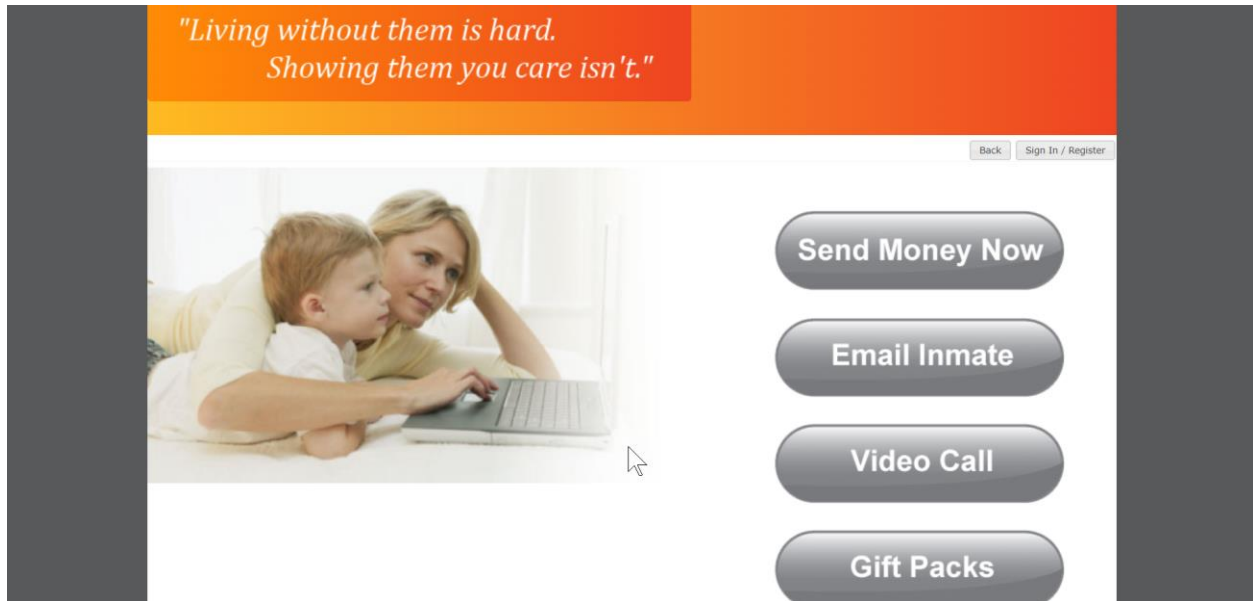 "Living without them is hard.
Showing them you care isn't."
Back
Sign In / Register
Send Money Now
Email Inmate
Video Call
Gift Packs